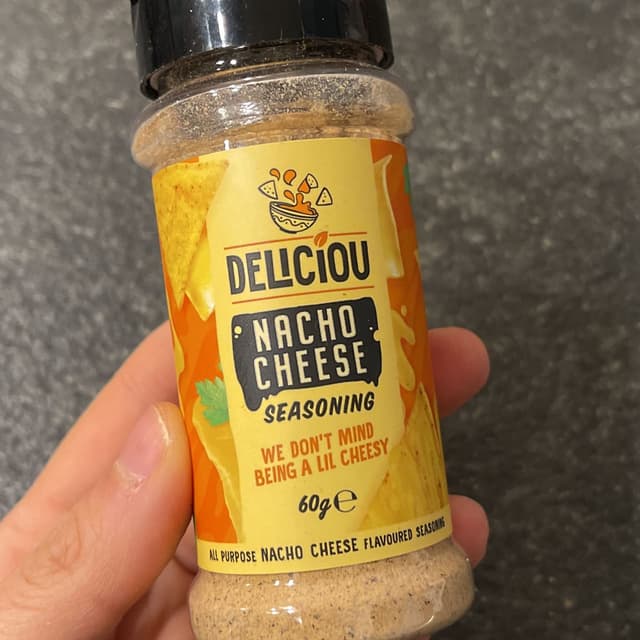 DELICIOU
NACHO
CHEESE
SEASONING
WE DON'T MIND
BEING A LIL CHEESY
60g℮
ALL PURPOSE NACHO CHEESE FLAVOURED SEASONING